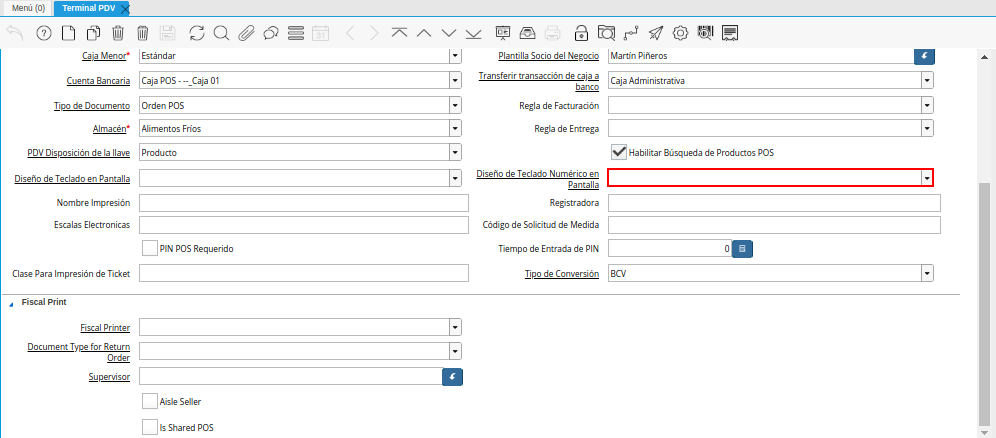 Menú (0)
Terminal PDV
Caja Menor* Estándar
Plantilla Socio del Negocio Martín Piñeros
Cuenta Bancaria Caja POS - --_Caja 01
Transferir transacción de caja a
banco
Caja Administrativa
Tipo de Documento Orden POS
Regla de Facturación
Almacén* Alimentos Fríos
Regla de Entrega
PDV Disposición de la llave Producto
Habilitar Búsqueda de Productos POS
Diseño de Teclado en Pantalla
Diseño de Teclado Numérico en
Pantalla
Nombre Impresión
Registradora
Escalas Electronicas
Código de Solicitud de Medida
PIN POS Requerido
Tiempo de Entrada de PIN 0
Clase Para Impresión de Ticket
Tipo de Conversión BCV
Fiscal Print
Fiscal Printer
Document Type for Return
Order
Supervisor
Aisle Seller
Is Shared POS